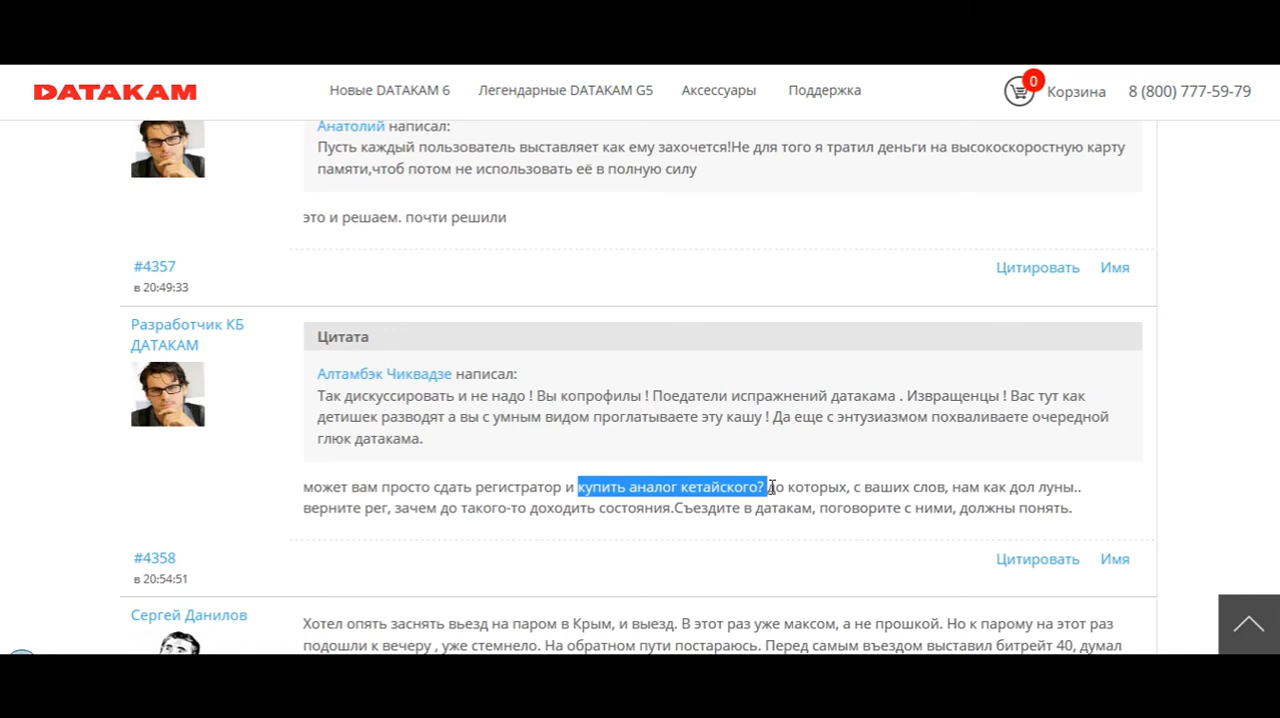 DATAKAM
Новые DATAKAM 6
Легендарные DATAKAM G5
Аксессуары
Поддержка
0
Корзина
8 (800) 777-59-79
Анатолий написал:
Пусть каждый пользователь выставляет как ему захочется!Не для того я тратил деньги на высокоскоростную карту
памяти,чтоб потом не использовать её в полную силу
это и решаем. почти решили
#4357
Цитировать
Имя
в 20:49:33
Разработчик КБ
ДАТАКАМ
Цитата
Алтамбэк Чиквадзе написал:
Так дискуссировать и не надо ! Вы копрофилы ! Поедатели испражнений датакама . Извращенцы ! Вас тут как
детишек разводят а вы с умным видом проглатываете эту кашу ! Да еще с энтузиазмом похваливаете очередной
глюк датакама.
может вам просто сдать регистратор и купить аналог кетайского? до которых, с ваших слов, нам как дол луны..
верните рег, зачем до такого-то доходить состояния.Съездите в датакам, поговорите с ними, должны понять.
#4358
Цитировать
Имя
в 20:54:51
Сергей Данилов
Хотел опять заснять вьезд на паром в Крым, и выезд. В этот раз уже максом, а не прошкой. Но к парому на этот раз
подошли к вечеру , уже стемнело. На обратном пути постараюсь. Перед самым въездом выставил битрейт 40, думал